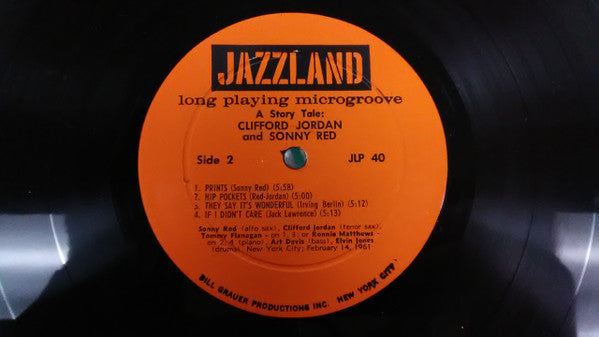 JAZZLAND
long playing microgroove
A Story Tale:
CLIFFORD JORDAN
and SONNY RED
Side 2
JLP 40
1. PRINTS (Sonny Red) (5:58)
2. HIP POCKETS (Red-Jordan) (5:00)
3. THEY SAY IT'S WONDERFUL (Irving Berlin) (5:12)
4. IF I DIDN'T CARE (Jack Lawrence) (5:13)
Sonny Red (alto sax), Clifford Jordan (tenor sax),
Tommy Flanagan - on 1, 3; or Ronnie Matthews -
on 2, 4 (piano), Art Davis (bass), Elvin Jones
(drums). New York City; February 14, 1961
BILL GRAUER PRODUCTIONS INC. NEW YORK CITY